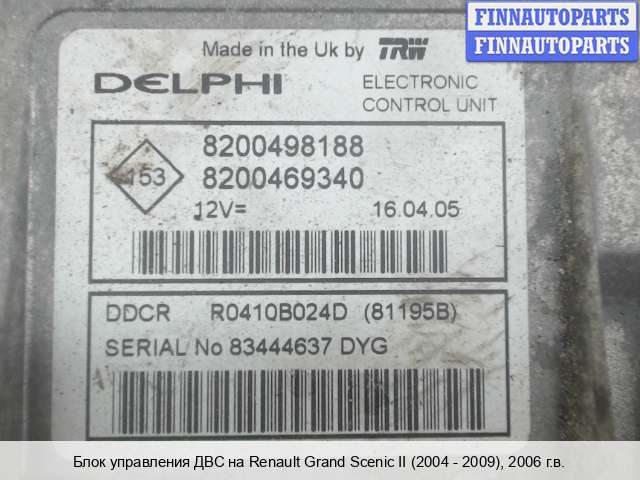 FINNAUTOPARTS
FINNAUTOPARTS
Made in the Uk by TRW
DELPHI
ELECTRONIC
CONTROL UNIT
153
8200498188
8200469340
12V=
16.04.05
DDCR R0410B024D (81195B)
SERIAL No 83444637 DYG
Блок управления ДВС на Renault Grand Scenic II (2004 - 2009), 2006 г.в.